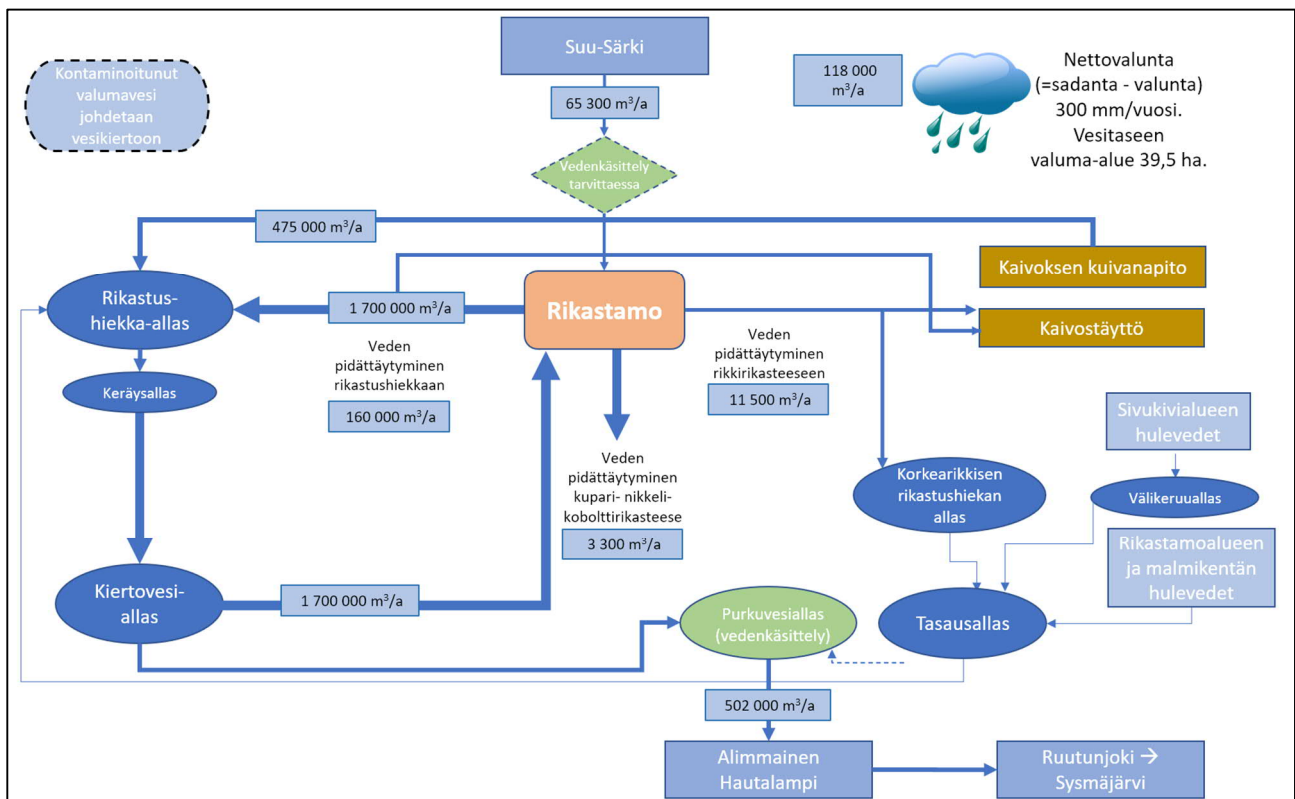 Suu-Särki
Kontaminoitunut
valumavesi
johdetaan
vesikiertoon
118 000
m³/a
Nettovalunta
(=sadanta - valunta)
300 mm/vuosi.
Vesitaseen
valuma-alue 39,5 ha.
65 300 m³/a
Vedenkäsittely
tarvittaessa
475 000 m³/a
Kaivoksen kuivanapito
Rikastus-
hiekka-allas
1 700 000 m³/a
Rikastamo
Kaivostäyttö
Veden
pidättäytyminen
rikastushiekkaan
160 000 m³/a
Veden
pidättäytyminen
rikkirikasteeseen
11 500 m³/a
Keräysallas
Sivukivialueen
hulevedet
Veden
pidättäytyminen
kupari- nikkeli-
kobolttirikasteese
3 300 m³/a
Korkearikkisen
rikastushiekan
allas
Välikeruuallas
Rikastamoalueen
ja malmikentän
hulevedet
Kiertovesi-
allas
1 700 000 m³/a
Purkuvesiallas
(vedenkäsittely)
Tasausallas
502 000 m³/a
Alimmainen
Hautalampi
Ruutunjoki →
Sysmäjärvi